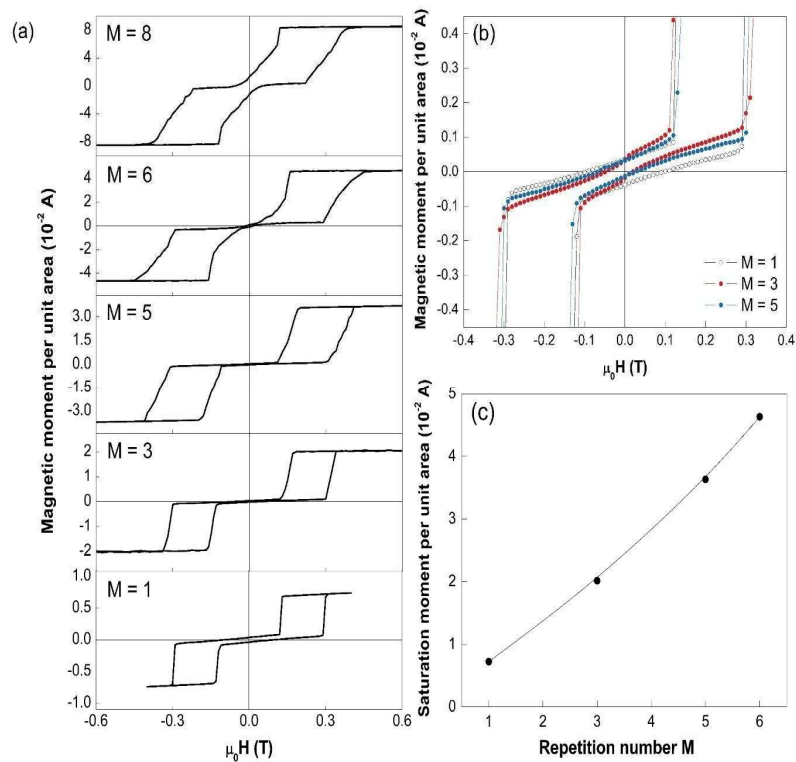 (a)
Magnetic moment per unit area (10⁻² A)
M = 8
8
4
0
-4
-8
M = 6
4
2
0
-2
-4
M = 5
3.0
1.5
0.0
-1.5
-3.0
M = 3
2
1
0
-1
-2
M = 1
1.0
0.5
0.0
-0.5
-1.0
-0.6 -0.3 0.0 0.3 0.6
μ₀H (T)
(b)
Magnetic moment per unit area (10⁻² A)
0.4
0.3
0.2
0.1
0.0
-0.1
-0.2
-0.3
-0.4
M = 1
M = 3
M = 5
-0.4 -0.3 -0.2 -0.1 0.0 0.1 0.2 0.3 0.4
μ₀H (T)
(c)
Saturation moment per unit area (10⁻² A)
5
4
3
2
1
0
1 2 3 4 5 6
Repetition number M